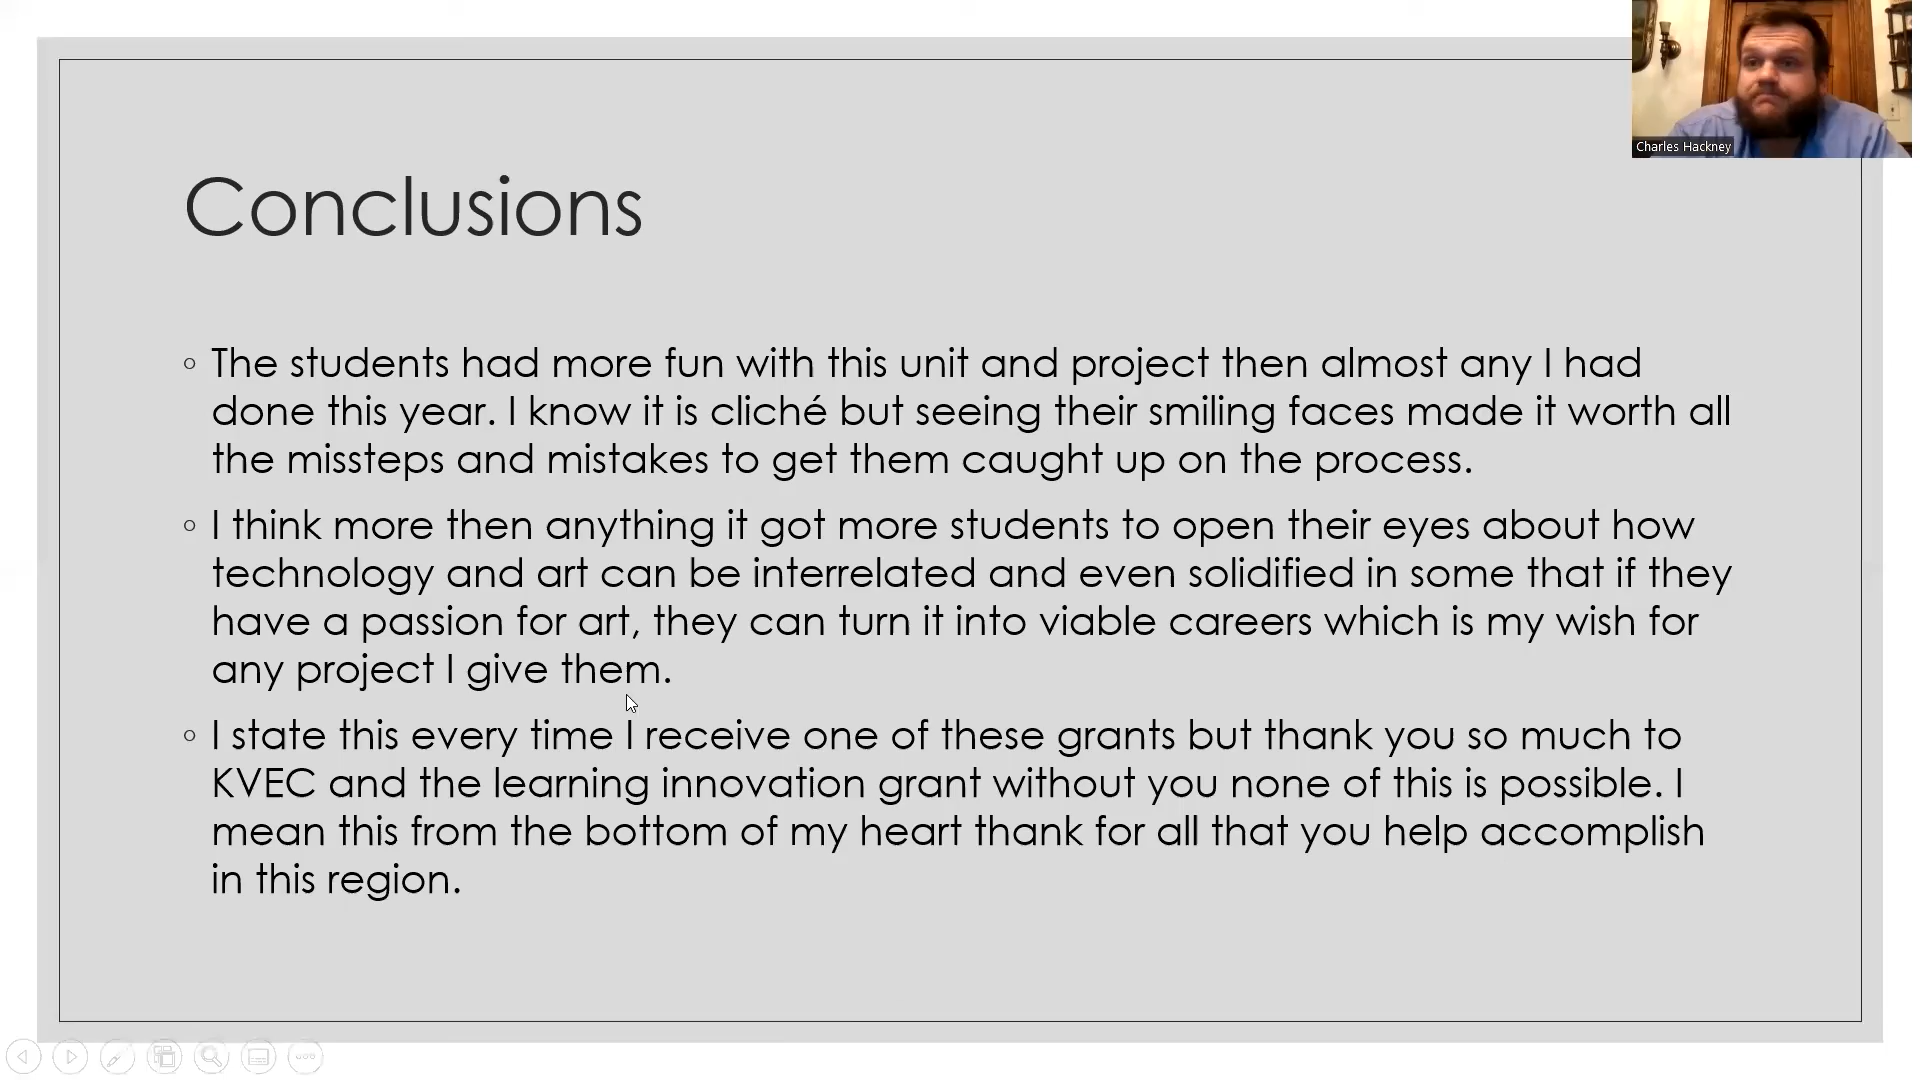 Charles Hackney
Conclusions
◦ The students had more fun with this unit and project then almost any I had
done this year. I know it is cliché but seeing their smiling faces made it worth all
the missteps and mistakes to get them caught up on the process.
◦ I think more then anything it got more students to open their eyes about how
technology and art can be interrelated and even solidified in some that if they
have a passion for art, they can turn it into viable careers which is my wish for
any project I give them.
◦ I state this every time I receive one of these grants but thank you so much to
KVEC and the learning innovation grant without you none of this is possible. I
mean this from the bottom of my heart thank for all that you help accomplish
in this region.